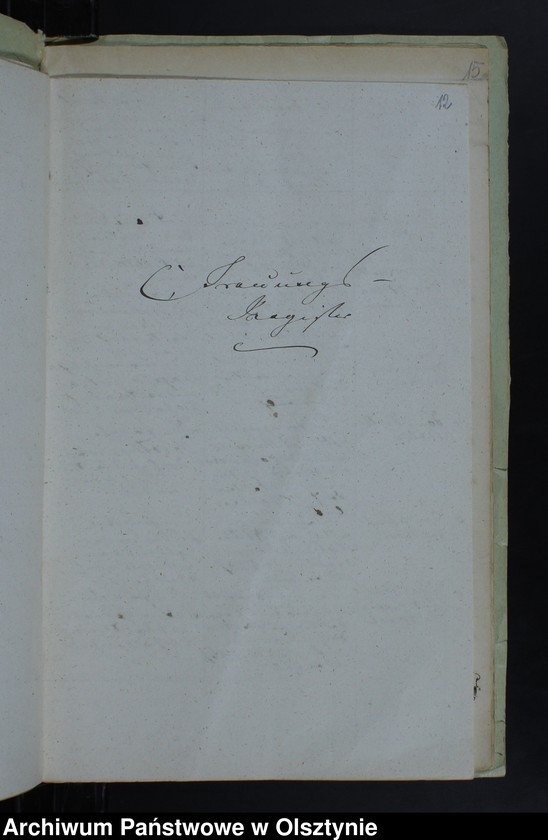 15
12
Trauungs-
Register
Archiwum Państwowe w Olsztynie